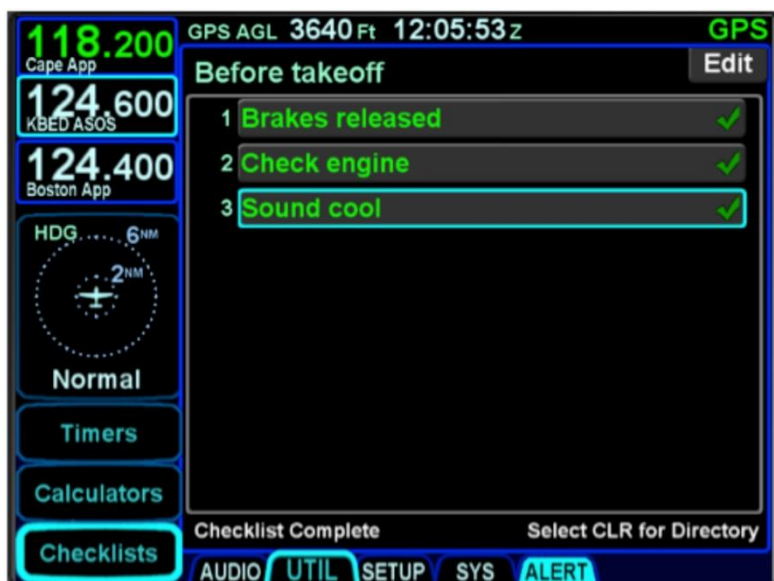 118.200
Cape App
124.600
KBED ASOS
124.400
Boston App
GPS AGL 3640 Ft 12:05:53 Z GPS
Before takeoff Edit
1 Brakes released
2 Check engine
3 Sound cool
HDG 6NM
2NM
Normal
Timers
Calculators
Checklists
Checklist Complete Select CLR for Directory
AUDIO UTIL SETUP SYS ALERT